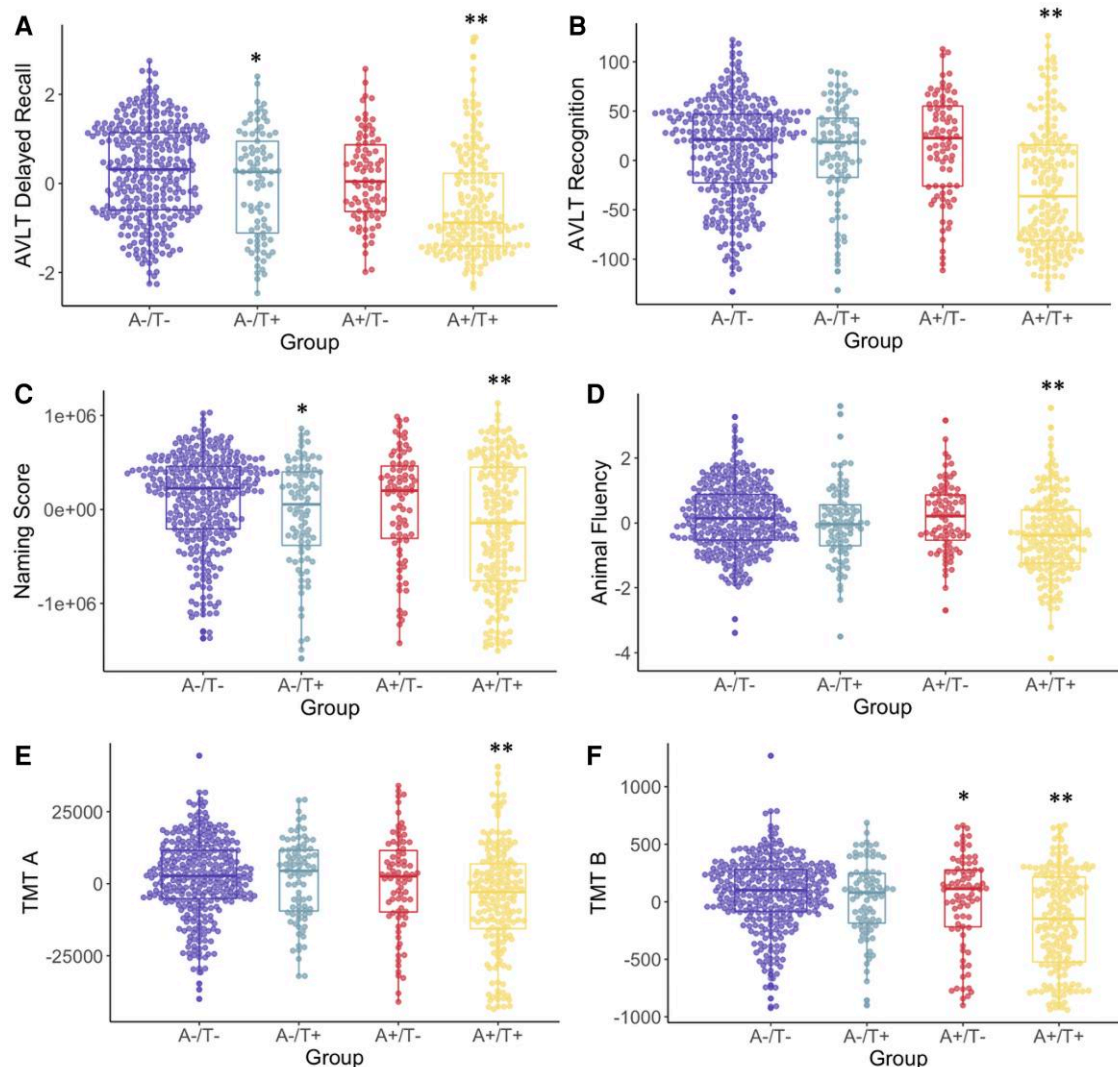 A
AVLT Delayed Recall
**
*
2
0
-2
A-/T-
A-/T+
A+/T-
A+/T+
Group
B
AVLT Recognition
**
100
50
0
-50
-100
A-/T-
A-/T+
A+/T-
A+/T+
Group
C
Naming Score
**
*
1e+06
0e+00
-1e+06
A-/T-
A-/T+
A+/T-
A+/T+
Group
D
Animal Fluency
**
2
0
-2
-4
A-/T-
A-/T+
A+/T-
A+/T+
Group
E
TMT A
**
25000
0
-25000
A-/T-
A-/T+
A+/T-
A+/T+
Group
F
TMT B
*
**
1000
500
0
-500
-1000
A-/T-
A-/T+
A+/T-
A+/T+
Group